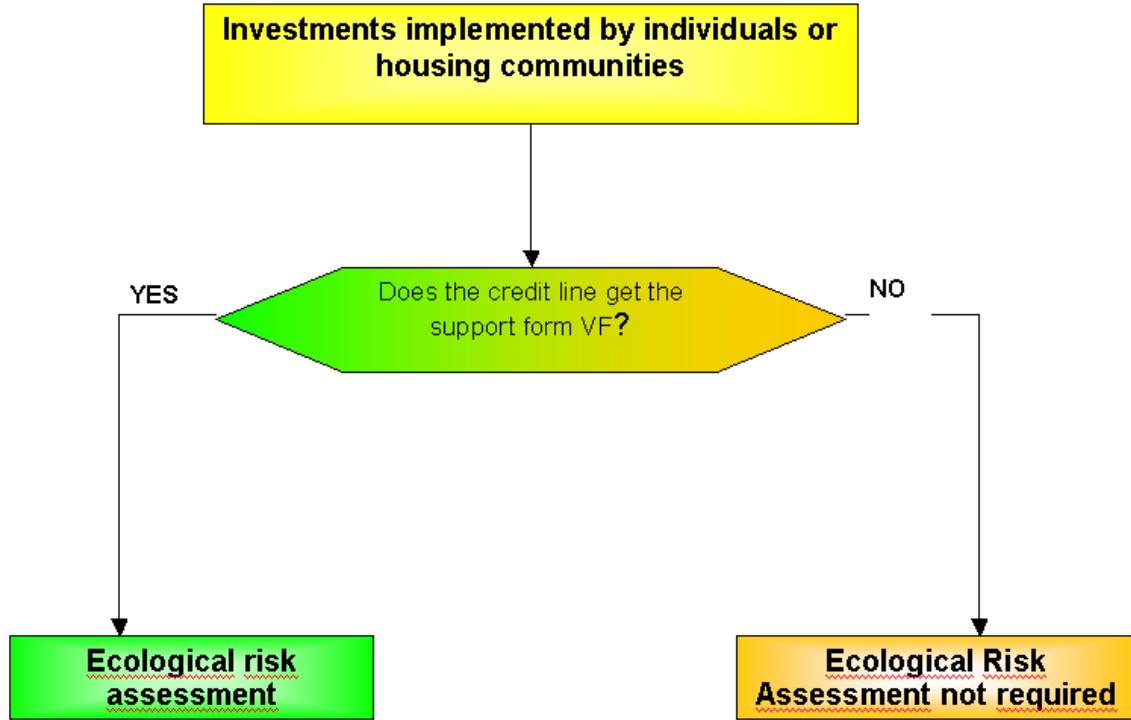 Investments implemented by individuals or
housing communities
YES
Does the credit line get the
support form VF?
NO
Ecological risk
assessment
Ecological Risk
Assessment not required